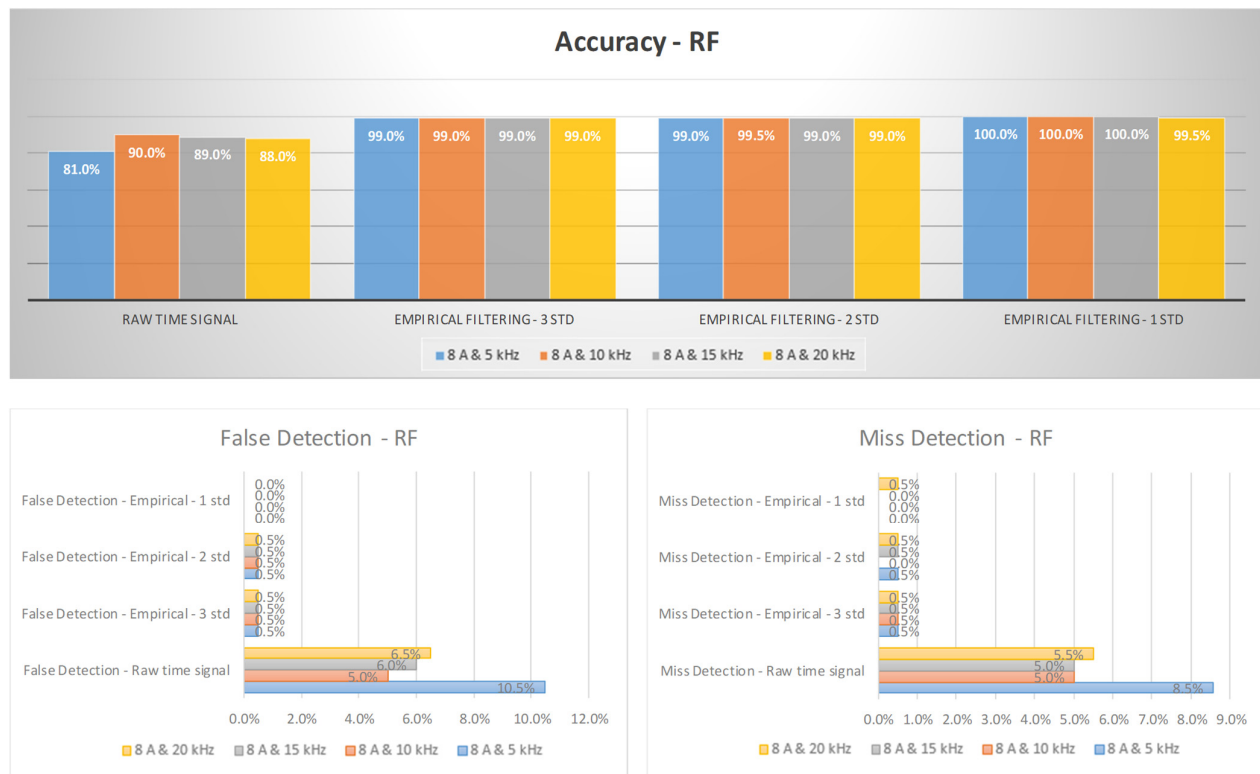 Accuracy - RF
81.0% 90.0% 89.0% 88.0% 99.0% 99.0% 99.0% 99.0% 99.0% 99.5% 99.0% 99.0% 100.0% 100.0% 100.0% 99.5%
RAW TIME SIGNAL EMPIRICAL FILTERING - 3 STD EMPIRICAL FILTERING - 2 STD EMPIRICAL FILTERING - 1 STD
8 A & 5 kHz 8 A & 10 kHz 8 A & 15 kHz 8 A & 20 kHz
False Detection - RF
False Detection - Empirical - 1 std
0.0%
0.0%
0.0%
0.0%
False Detection - Empirical - 2 std
0.5%
0.5%
0.5%
0.5%
False Detection - Empirical - 3 std
0.5%
0.5%
0.5%
0.5%
False Detection - Raw time signal
6.5%
6.0%
5.0%
10.5%
0.0% 2.0% 4.0% 6.0% 8.0% 10.0% 12.0%
8 A & 20 kHz 8 A & 15 kHz 8 A & 10 kHz 8 A & 5 kHz
Miss Detection - RF
Miss Detection - Empirical - 1 std
0.5%
0.0%
0.0%
0.0%
Miss Detection - Empirical - 2 std
0.5%
0.5%
0.0%
0.5%
Miss Detection - Empirical - 3 std
0.5%
0.5%
0.5%
0.5%
Miss Detection - Raw time signal
5.5%
5.0%
5.0%
8.5%
0.0% 1.0% 2.0% 3.0% 4.0% 5.0% 6.0% 7.0% 8.0% 9.0%
8 A & 20 kHz 8 A & 15 kHz 8 A & 10 kHz 8 A & 5 kHz